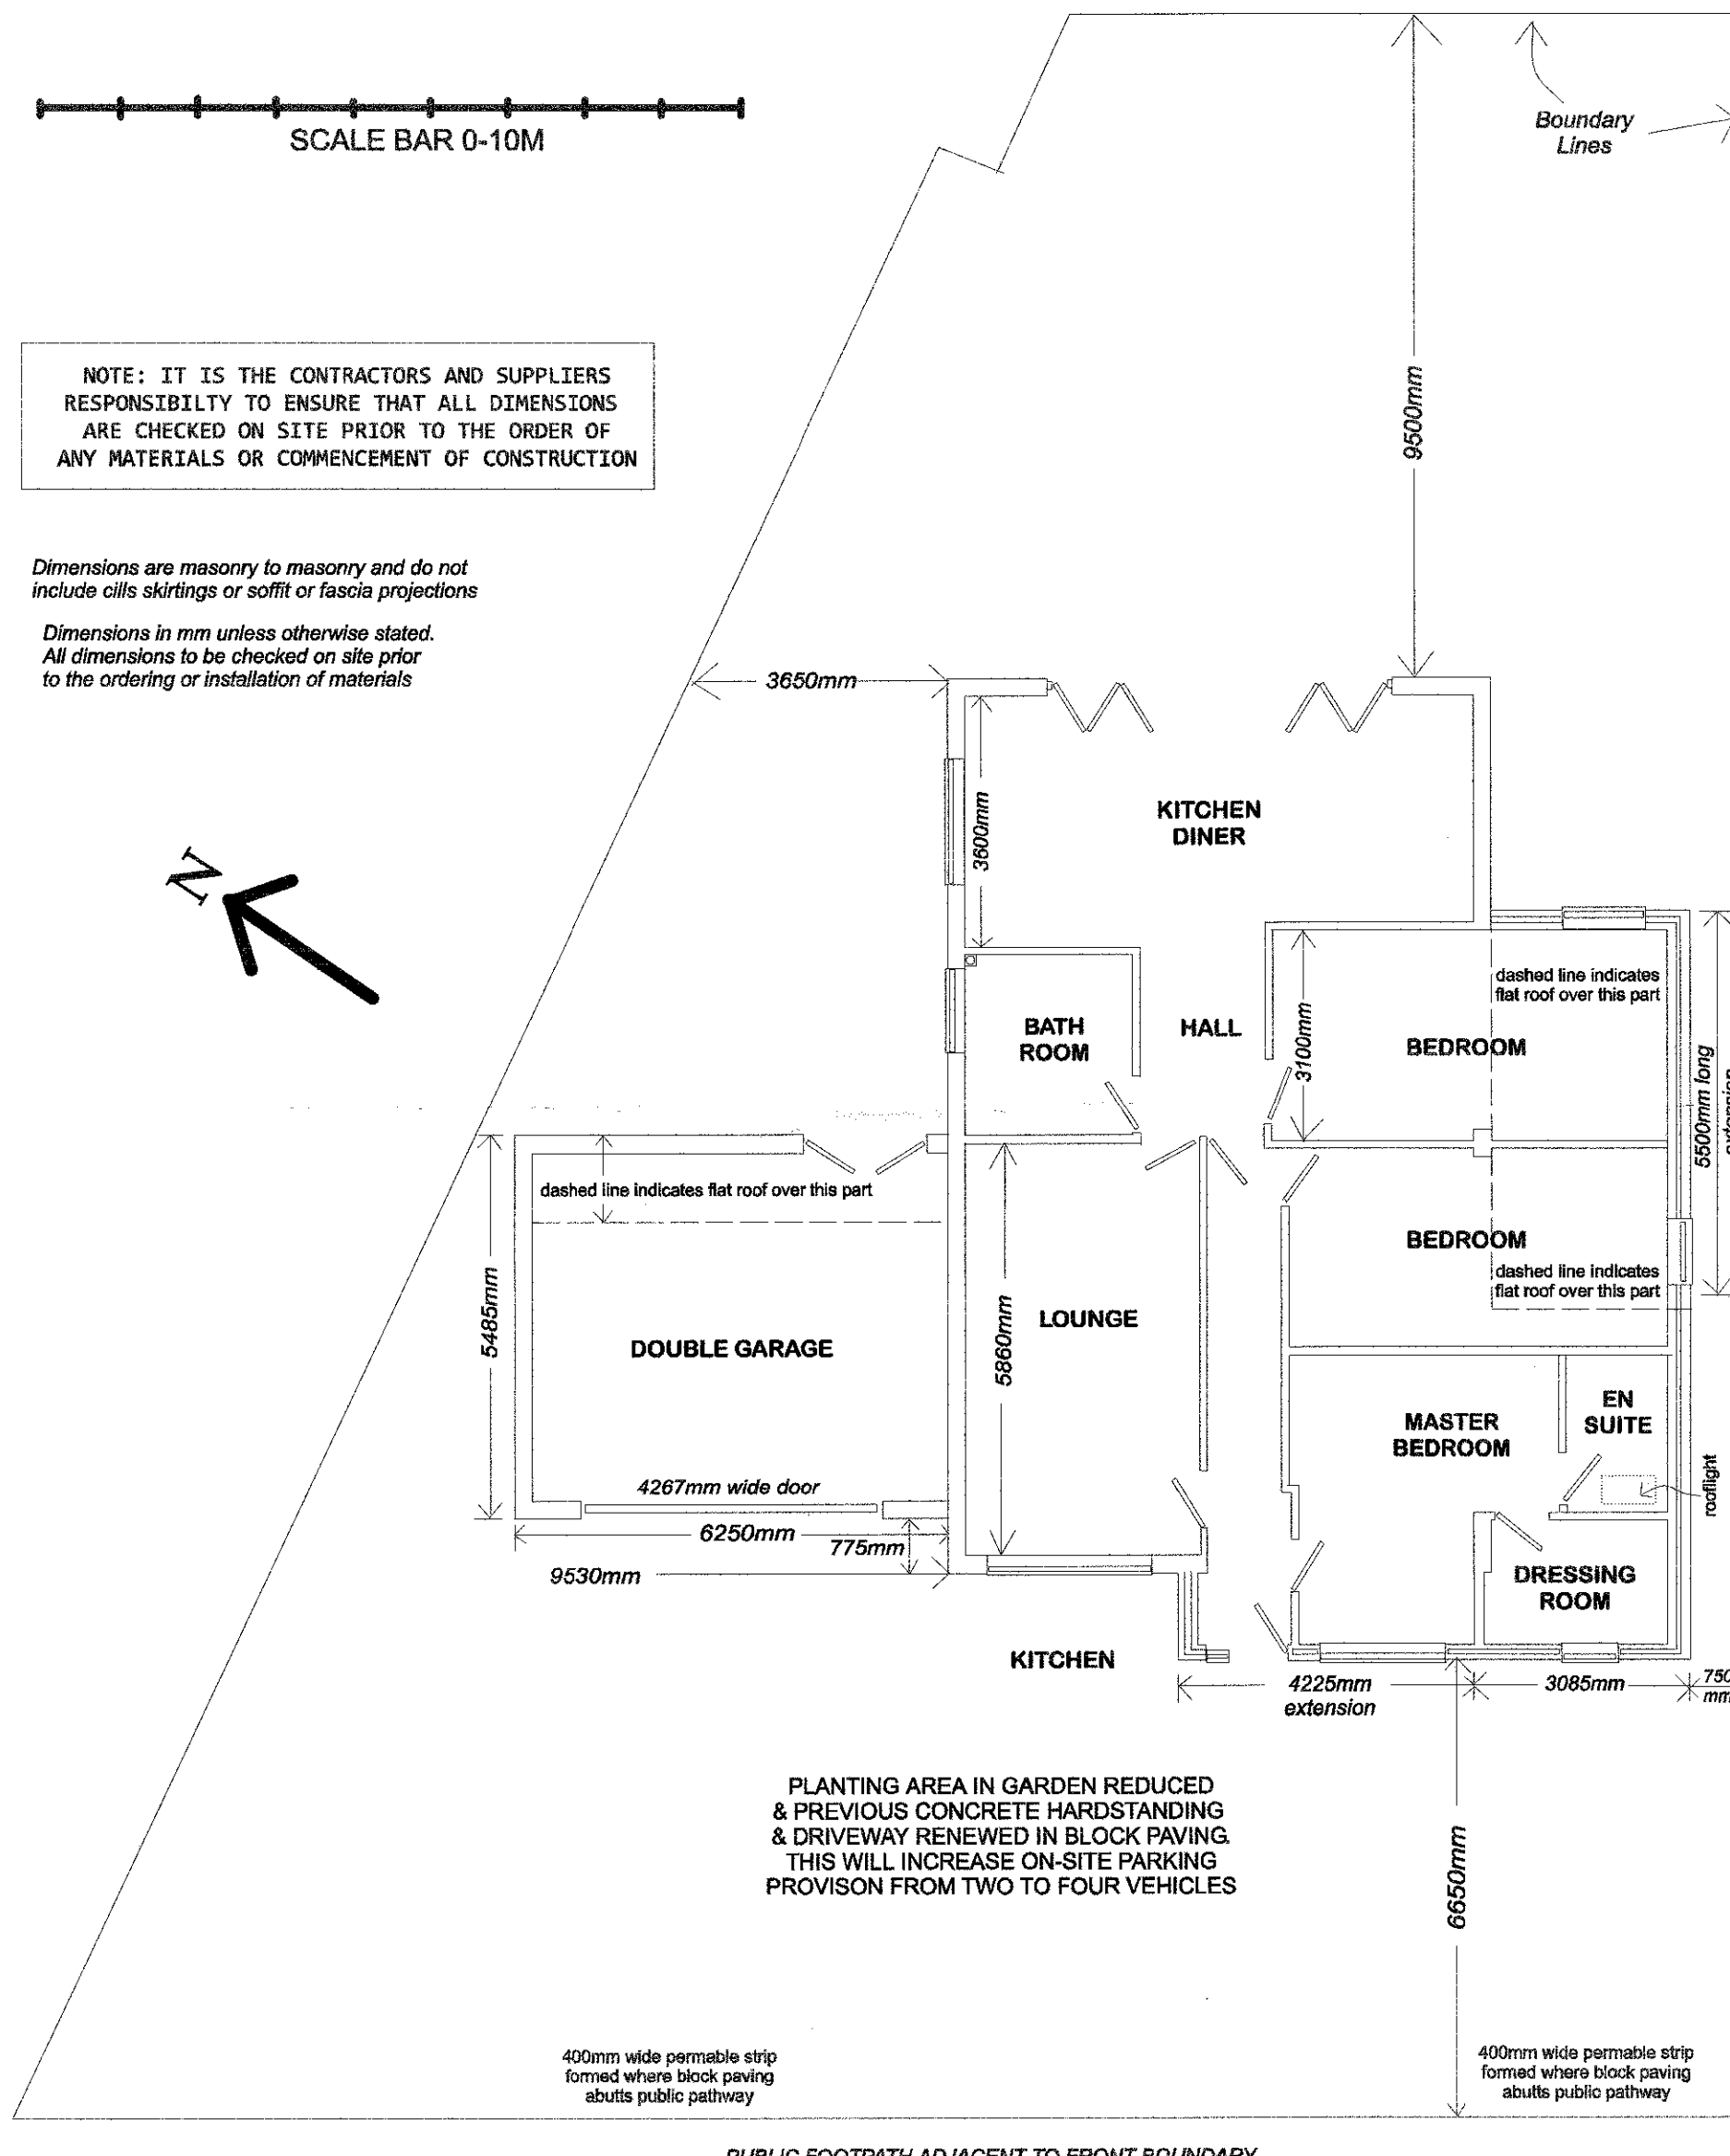 SCALE BAR 0-10M
Boundary
Lines
NOTE: IT IS THE CONTRACTORS AND SUPPLIERS
RESPONSIBILTY TO ENSURE THAT ALL DIMENSIONS
ARE CHECKED ON SITE PRIOR TO THE ORDER OF
ANY MATERIALS OR COMMENCEMENT OF CONSTRUCTION
9500mm
Dimensions are masonry to masonry and do not
include cills skirtings or soffit or fascia projections
Dimensions in mm unless otherwise stated.
All dimensions to be checked on site prior
to the ordering or installation of materials
3650mm
N
3600mm
KITCHEN
DINER
BATH
ROOM
HALL
3100mm
BEDROOM
dashed line indicates
flat roof over this part
5500mm long
extension
dashed line indicates flat roof over this part
5485mm
DOUBLE GARAGE
5860mm
LOUNGE
BEDROOM
dashed line indicates
flat roof over this part
MASTER
BEDROOM
EN
SUITE
rooflight
4267mm wide door
6250mm
775mm
9530mm
DRESSING
ROOM
KITCHEN
4225mm
extension
3085mm
750
mm
PLANTING AREA IN GARDEN REDUCED
& PREVIOUS CONCRETE HARDSTANDING
& DRIVEWAY RENEWED IN BLOCK PAVING.
THIS WILL INCREASE ON-SITE PARKING
PROVISON FROM TWO TO FOUR VEHICLES
6650mm
400mm wide permable strip
formed where block paving
abutts public pathway
400mm wide permable strip
formed where block paving
abutts public pathway
PUBLIC FOOTPATH ADJACENT TO FRONT BOUNDARY